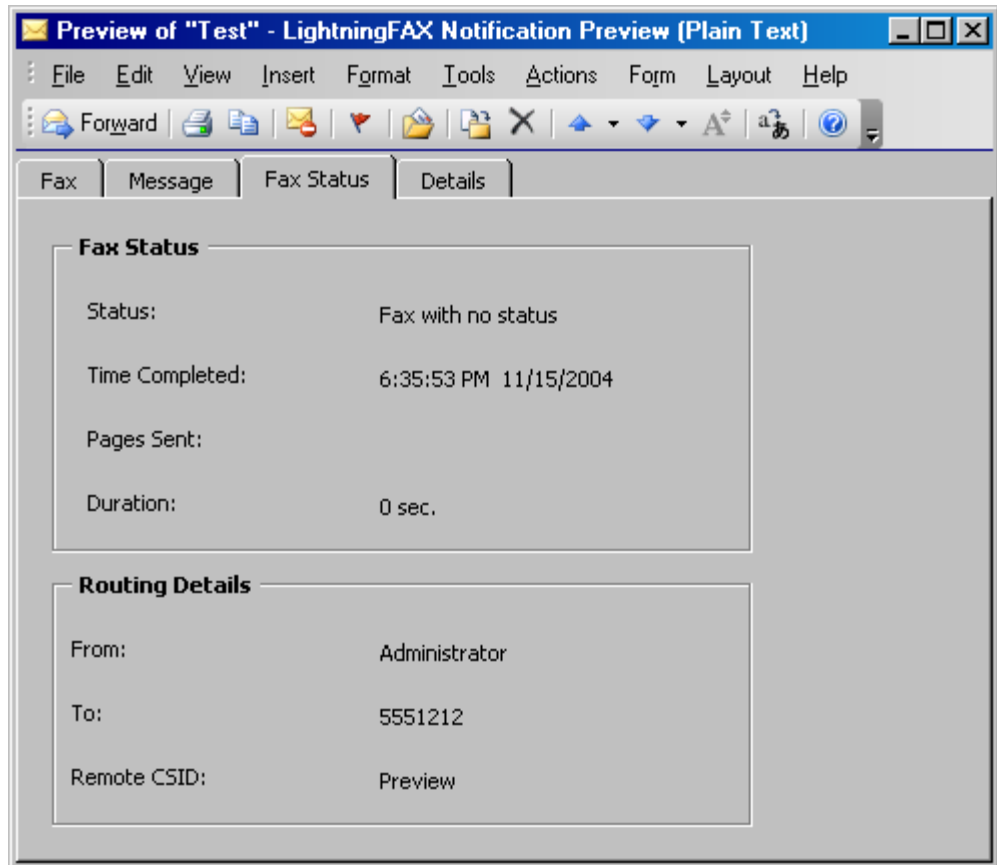 Preview of "Test" - LightningFAX Notification Preview (Plain Text)
File Edit View Insert Format Tools Actions Form Layout Help
Forward
Fax Message Fax Status Details
Fax Status
Status: Fax with no status
Time Completed: 6:35:53 PM 11/15/2004
Pages Sent:
Duration: 0 sec.
Routing Details
From: Administrator
To: 5551212
Remote CSID: Preview